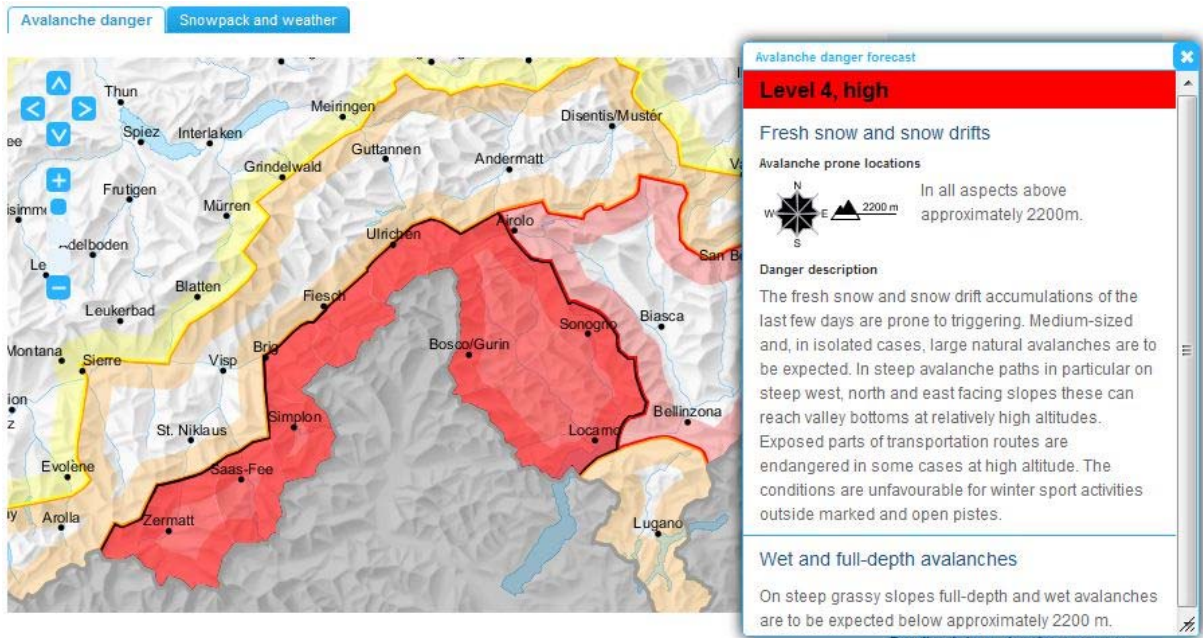 Avalanche danger
Snowpack and weather
Thun
Spiez
Interlaken
Meiringen
Disentis/Mustér
Guttannen
Andermatt
Grindelwald
Frutigen
Mürren
Airolo
Ulrichen
delboden
Blatten
Fiesch
Leukerbad
Biasca
Sonogno
Bosco/Gurin
Montana
Sierre
Visp
Brig
Simplon
Bellinzona
St. Niklaus
Locarno
Evolène
Saas-Fee
Arolla
Zermatt
Lugano
Avalanche danger forecast
Level 4, high
Fresh snow and snow drifts
Avalanche prone locations
N
W
E
S
2200 m
In all aspects above
approximately 2200m.
Danger description
The fresh snow and snow drift accumulations of the
last few days are prone to triggering. Medium-sized
and, in isolated cases, large natural avalanches are to
be expected. In steep avalanche paths in particular on
steep west, north and east facing slopes these can
reach valley bottoms at relatively high altitudes.
Exposed parts of transportation routes are
endangered in some cases at high altitude. The
conditions are unfavourable for winter sport activities
outside marked and open pistes.
Wet and full-depth avalanches
On steep grassy slopes full-depth and wet avalanches
are to be expected below approximately 2200 m.